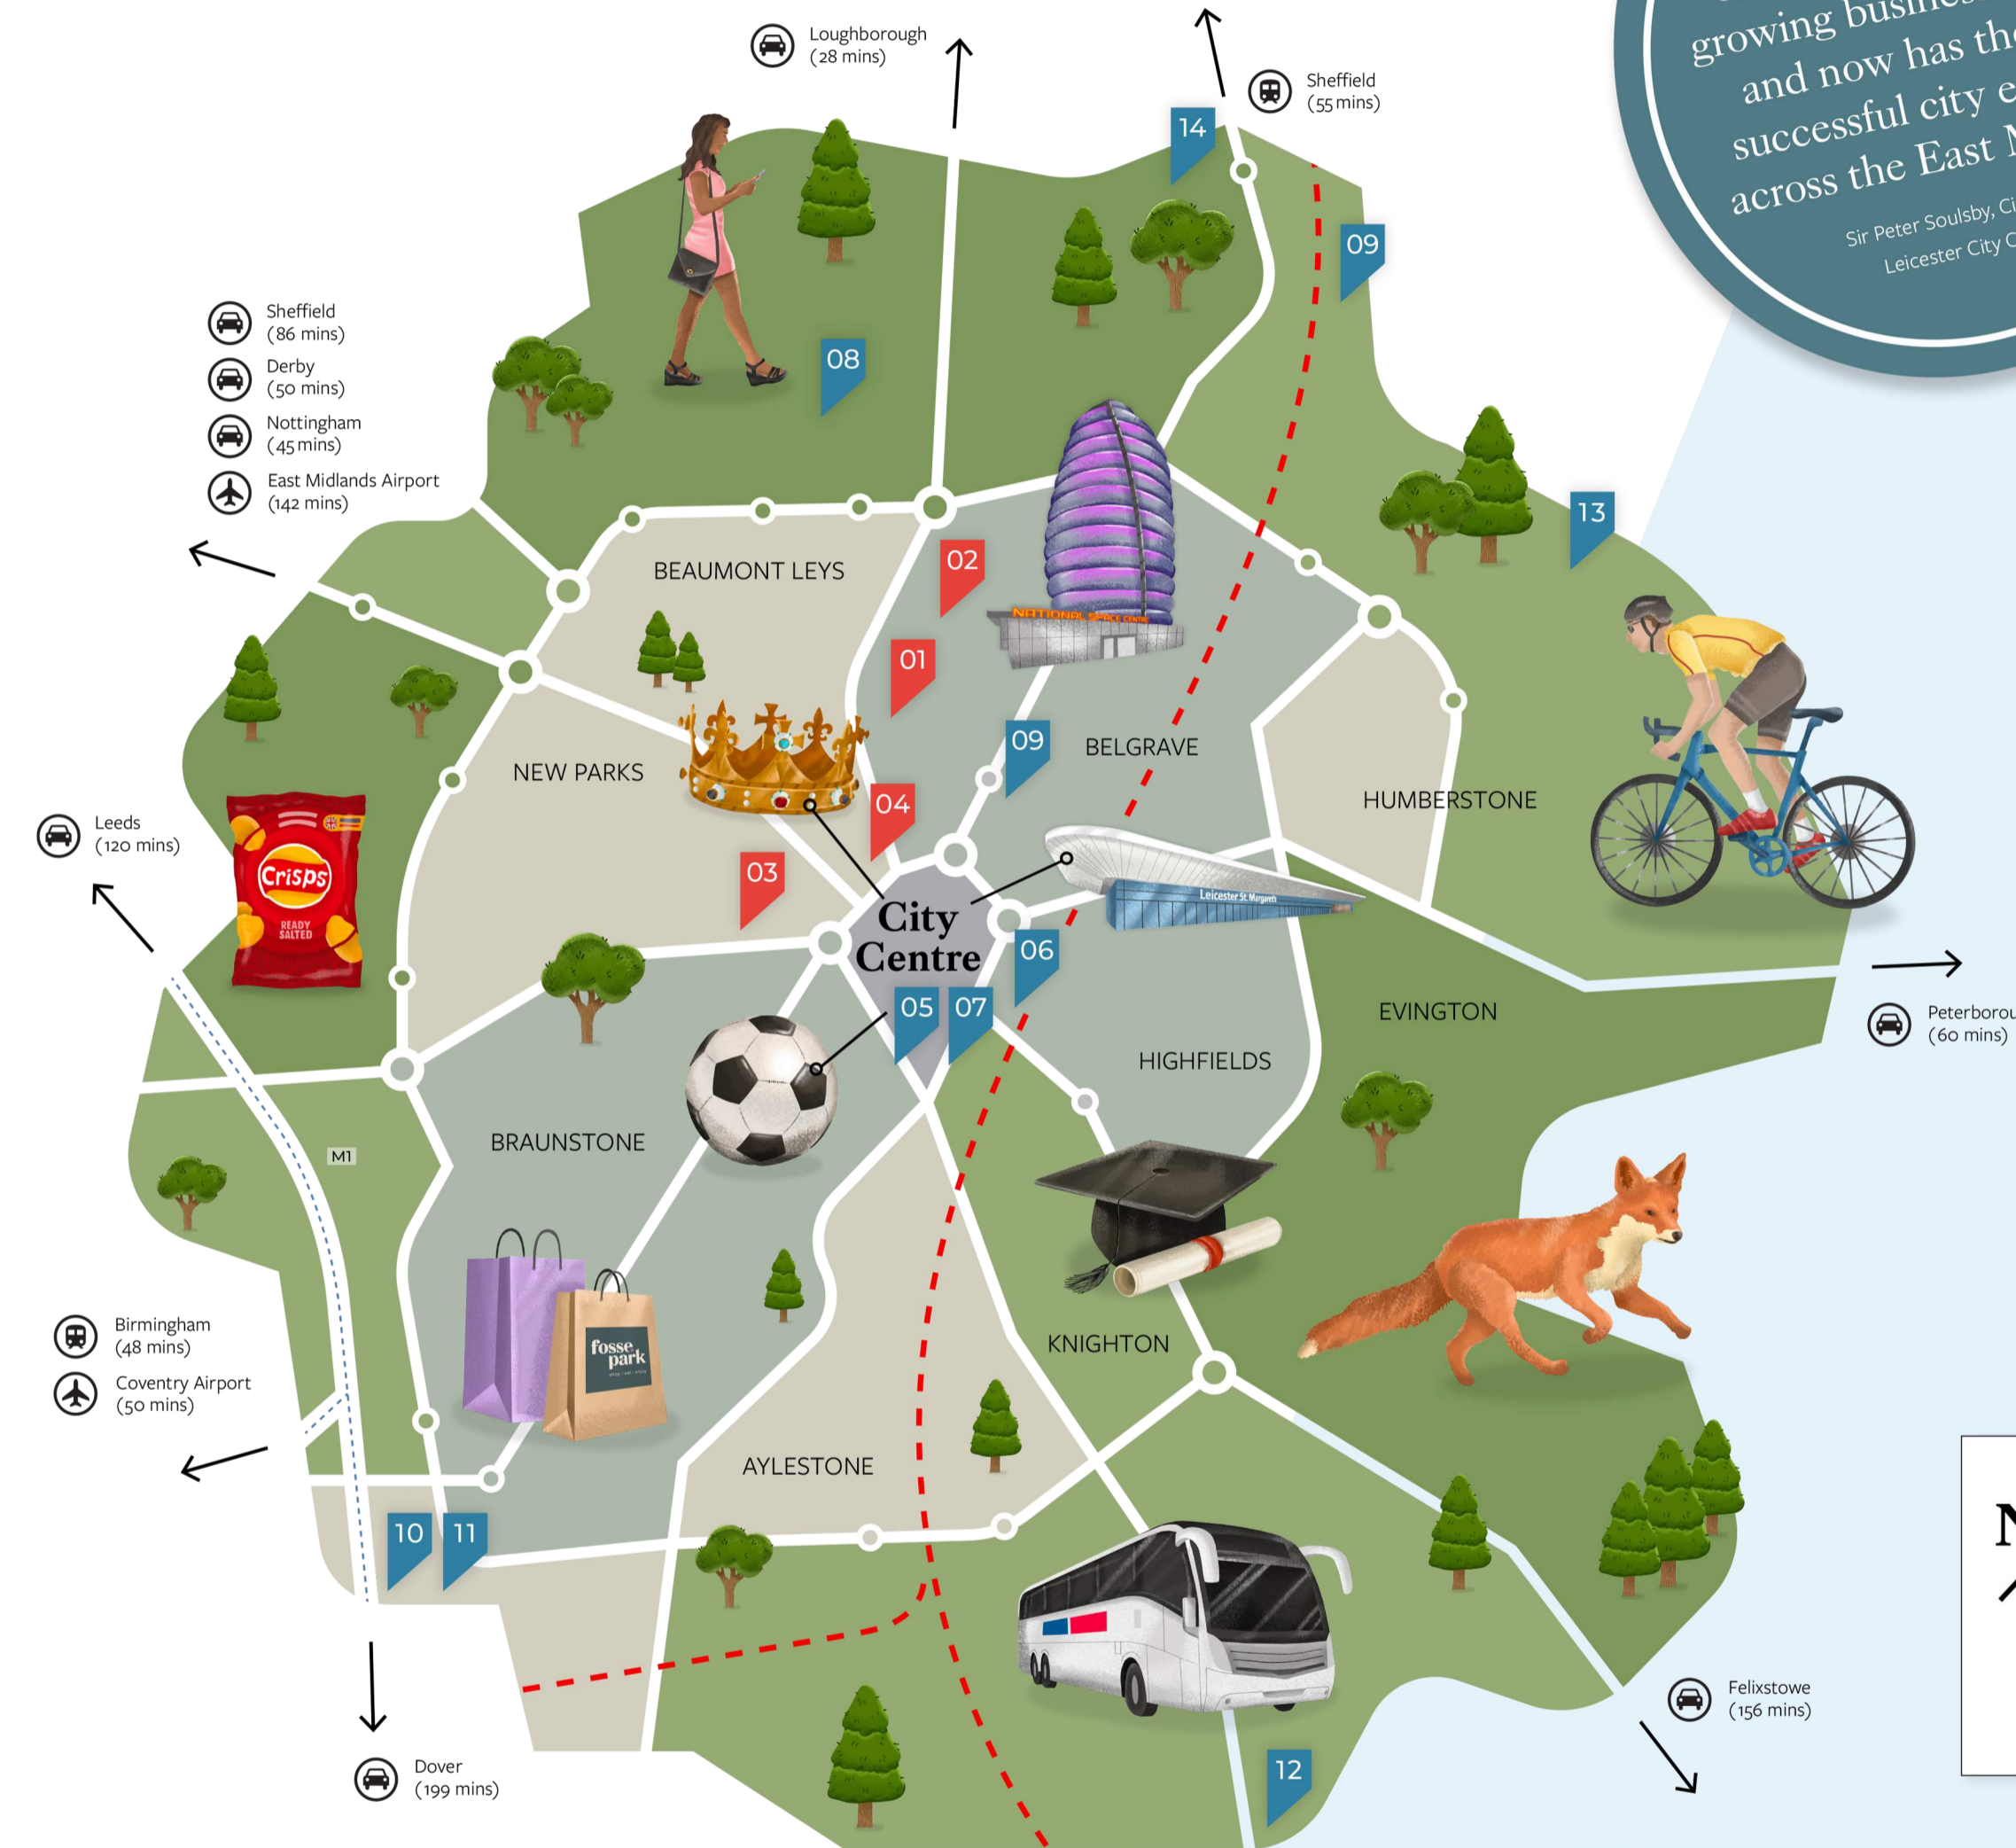 Loughborough
(28 mins)
Sheffield
(55 mins)
growing
and now has
successful city
across the East
Sir Peter Soulsby,
Leicester City
14
09
08
Sheffield
(86 mins)
Derby
(50 mins)
Nottingham
(45 mins)
East Midlands Airport
(142 mins)
13
BEAUMONT LEYS
02
NATIONAL SPACE CENTRE
01
NEW PARKS
09
BELGRAVE
HUMBERSTONE
04
Leeds
(120 mins)
Crisps
READY
SALTED
03
Leicester St Margaret's
City
Centre
06
05
07
EVINGTON
Peterborou
(60 mins)
HIGHFIELDS
BRAUNSTONE
M1
Birmingham
(48 mins)
Coventry Airport
(50 mins)
fosse
park
KNIGHTON
AYLESTONE
10
11
N
Felixstowe
(156 mins)
Dover
(199 mins)
12